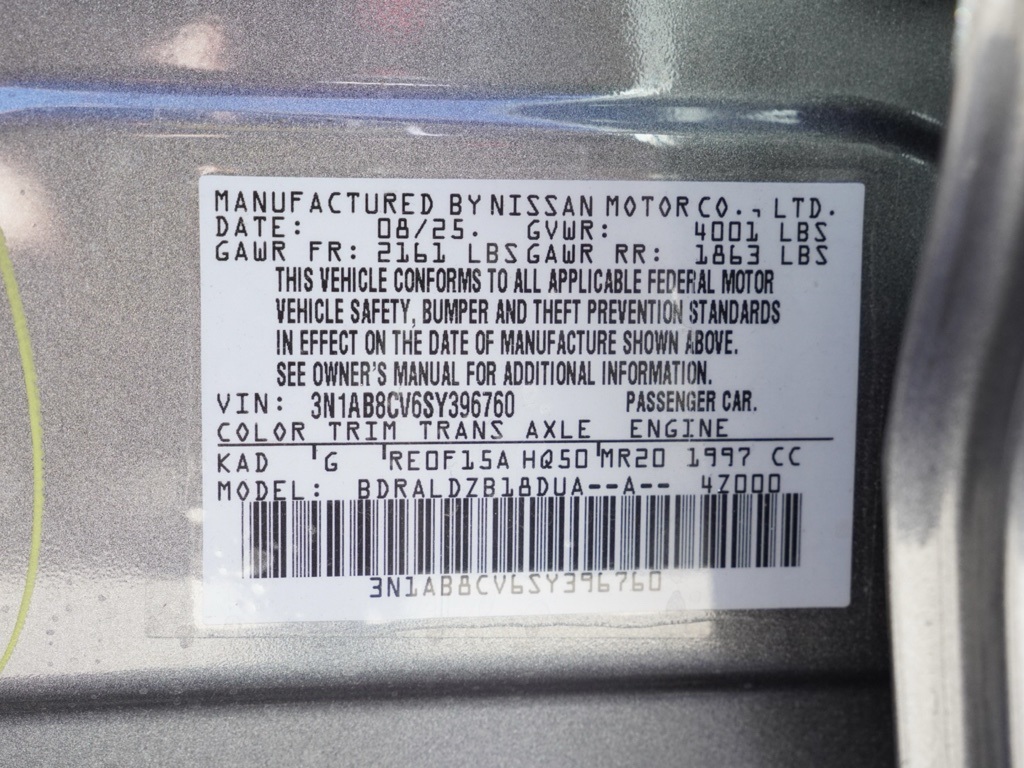 MANUFACTURED BY NISSAN MOTOR CO., LTD.
DATE: 08/25. GVWR: 4001 LBS
GAWR FR: 2161 LBS GAWR RR: 1863 LBS
THIS VEHICLE CONFORMS TO ALL APPLICABLE FEDERAL MOTOR
VEHICLE SAFETY, BUMPER AND THEFT PREVENTION STANDARDS
IN EFFECT ON THE DATE OF MANUFACTURE SHOWN ABOVE.
SEE OWNER'S MANUAL FOR ADDITIONAL INFORMATION.
VIN: 3N1AB8CV6SY396760 PASSENGER CAR.
COLOR TRIM TRANS AXLE ENGINE
KAD G RE0F15A HQ50 MR20 1997 CC
MODEL: BDRALDZB18DUA--A-- 4Z000
3N1AB8CV6SY396760